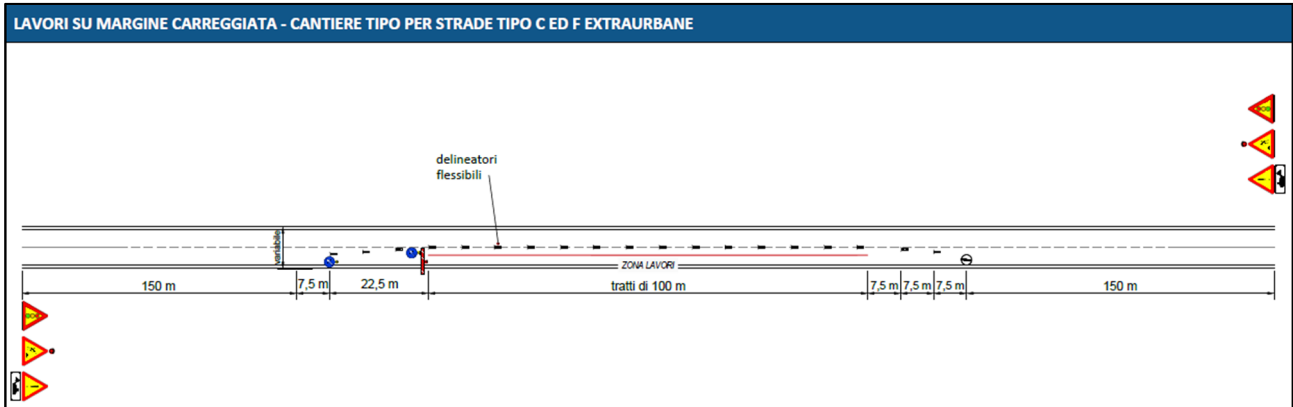 LAVORI SU MARGINE CARREGGIATA - CANTIERE TIPO PER STRADE TIPO C ED F EXTRAURBANE
delineatori
flessibili
variabile
ZONA LAVORI
150 m
7,5 m
22,5 m
tratti di 100 m
7,5 m
7,5 m
7,5 m
150 m